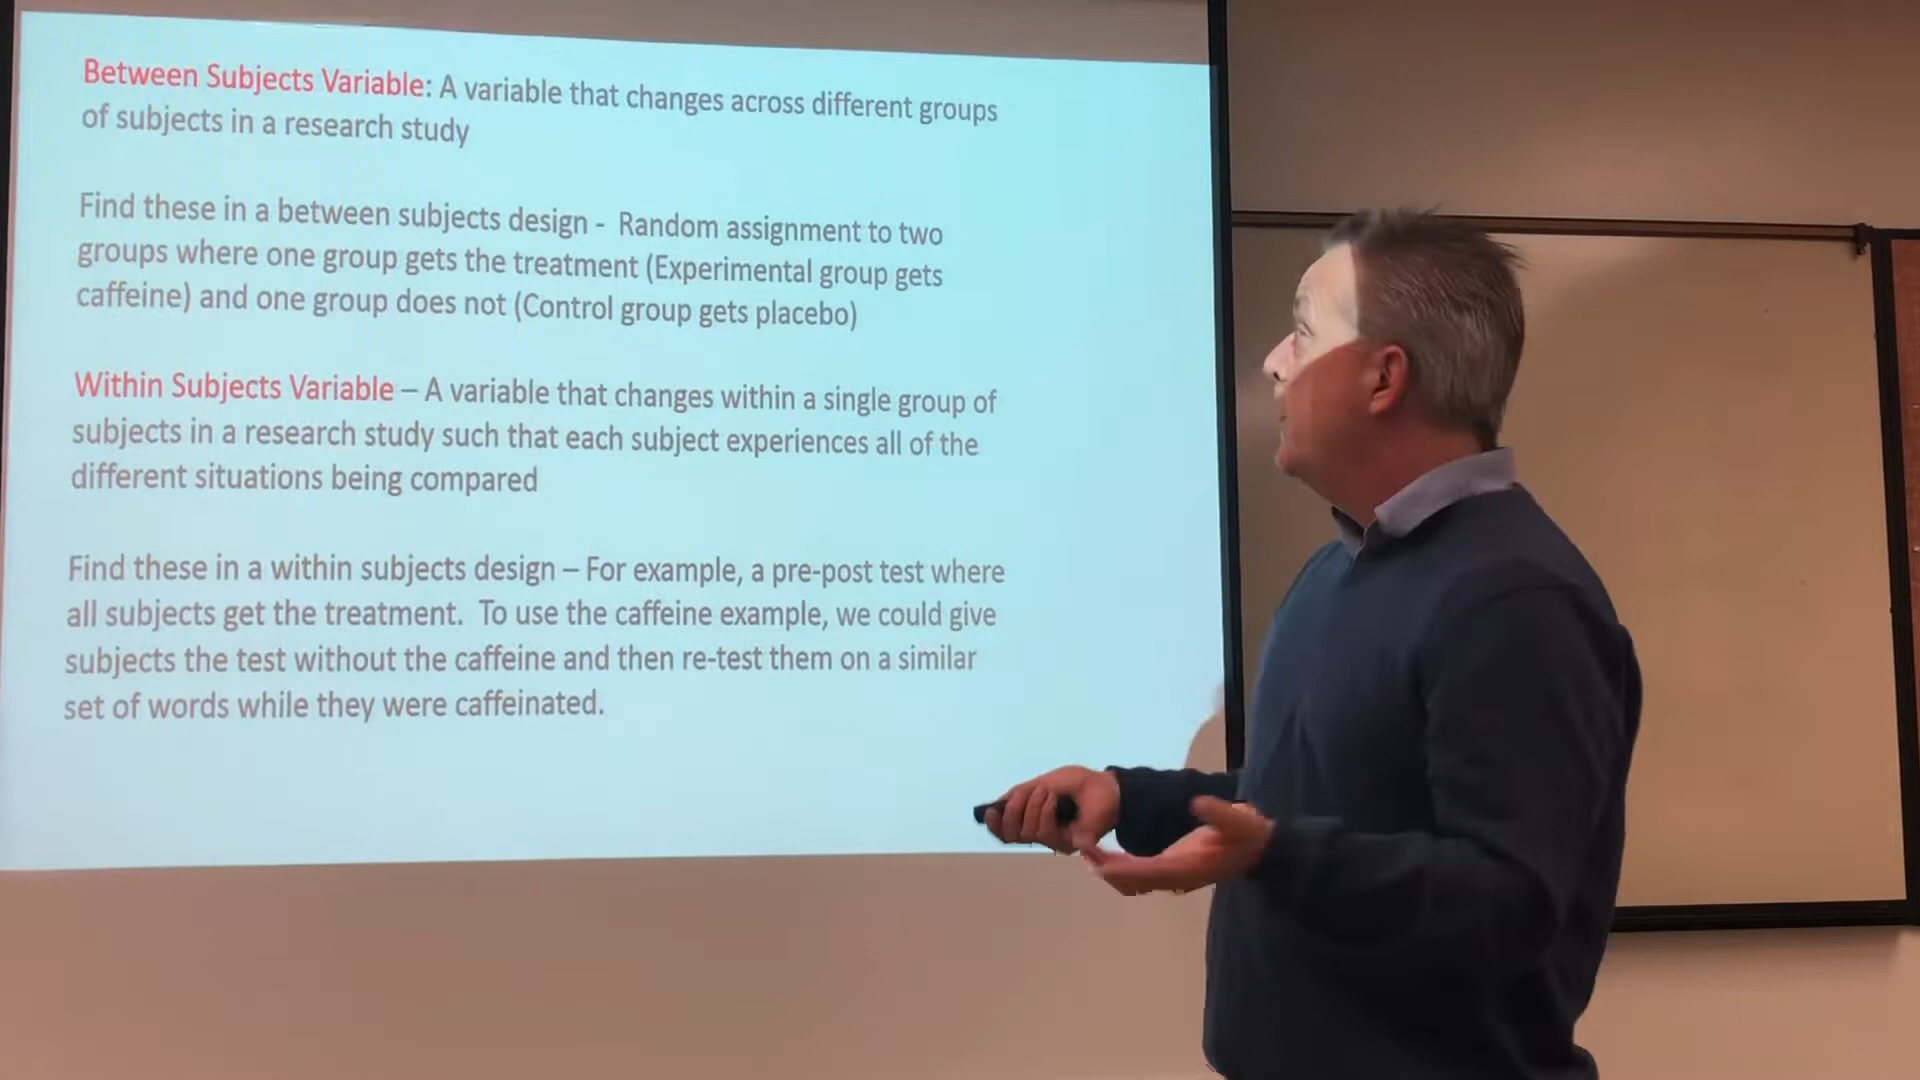 Between Subjects Variable: A variable that changes across different groups
of subjects in a research study
Find these in a between subjects design - Random assignment to two
groups where one group gets the treatment (Experimental group gets
caffeine) and one group does not (Control group gets placebo)
Within Subjects Variable – A variable that changes within a single group of
subjects in a research study such that each subject experiences all of the
different situations being compared
Find these in a within subjects design – For example, a pre-post test where
all subjects get the treatment. To use the caffeine example, we could give
subjects the test without the caffeine and then re-test them on a similar
set of words while they were caffeinated.